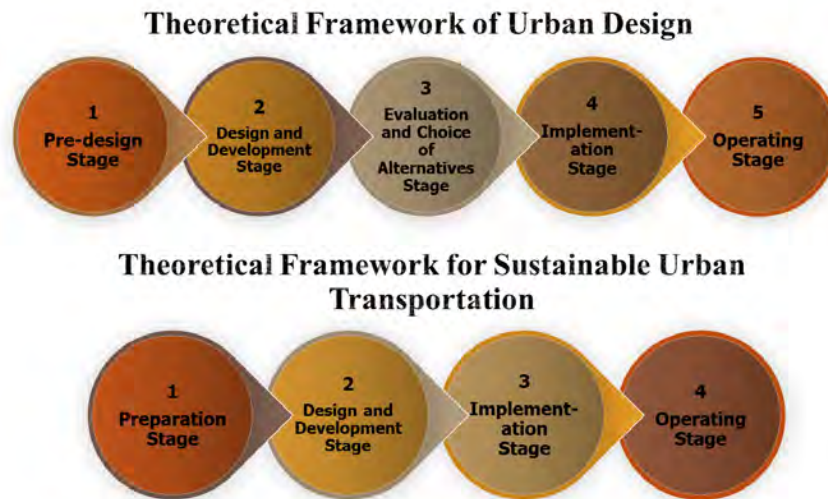 Theoretical Framework of Urban Design
1
Pre-design
Stage
2
Design and
Development
Stage
3
Evaluation
and Choice
of
Alternatives
Stage
4
Implement-
ation
Stage
5
Operating
Stage
Theoretical Framework for Sustainable Urban
Transportation
1
Preparation
Stage
2
Design and
Development
Stage
3
Implement-
ation
Stage
4
Operating
Stage